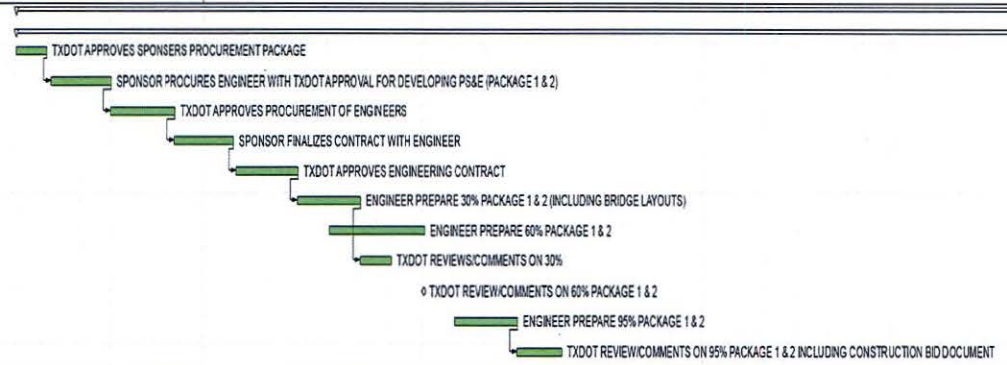 TXDOT APPROVES SPONSERS PROCUREMENT PACKAGE
SPONSOR PROCURES ENGINEER WITH TXDOT APPROVAL FOR DEVELOPING PS&E (PACKAGE 1 & 2)
TXDOT APPROVES PROCUREMENT OF ENGINEERS
SPONSOR FINALIZES CONTRACT WITH ENGINEER
TXDOT APPROVES ENGINEERING CONTRACT
ENGINEER PREPARE 30% PACKAGE 1 & 2 (INCLUDING BRIDGE LAYOUTS)
ENGINEER PREPARE 60% PACKAGE 1 & 2
TXDOT REVIEWS/COMMENTS ON 30%
TXDOT REVIEW/COMMENTS ON 60% PACKAGE 1 & 2
ENGINEER PREPARE 95% PACKAGE 1 & 2
TXDOT REVIEW/COMMENTS ON 95% PACKAGE 1 & 2 INCLUDING CONSTRUCTION BID DOCUMENT